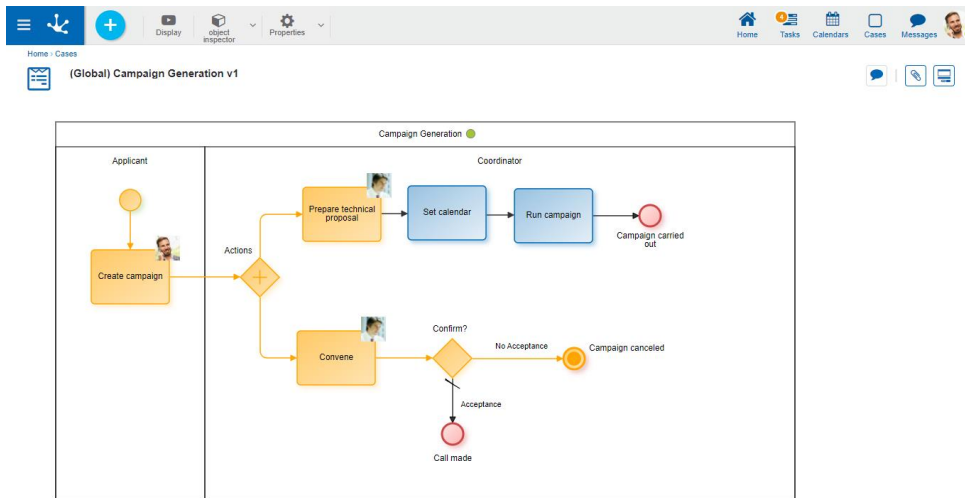 Display
object
inspector
Properties
Home
4
Tasks
Calendars
Cases
Messages
Home › Cases
(Global) Campaign Generation v1
Campaign Generation
Applicant
Coordinator
Prepare technical
proposal
Set calendar
Run campaign
Campaign carried
out
Actions
Create campaign
Convene
Confirm?
No Acceptance
Campaign canceled
Acceptance
Call made